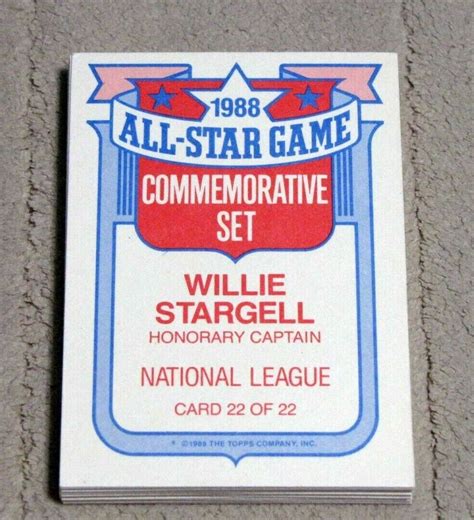 1988
ALL-STAR GAME
COMMEMORATIVE
SET
WILLIE
STARGELL
HONORARY CAPTAIN
NATIONAL LEAGUE
CARD 22 OF 22
* ©1989 THE TOPPS COMPANY, INC.